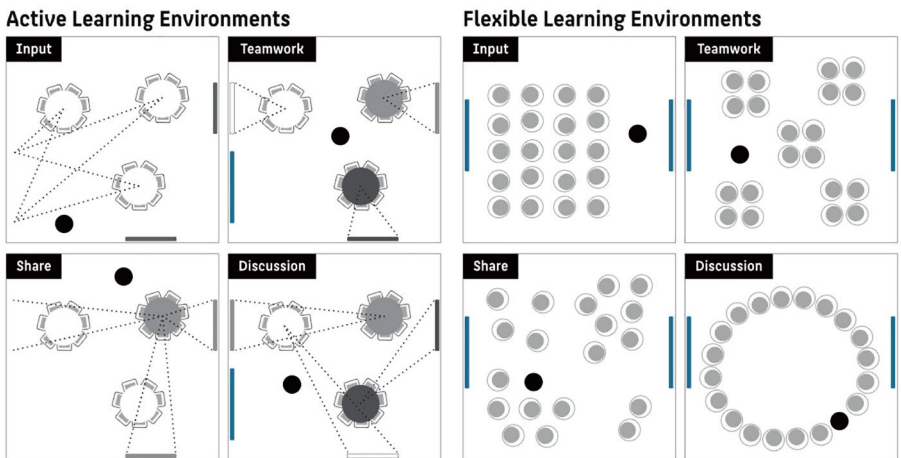 Active Learning Environments
Flexible Learning Environments
Input
Teamwork
Input
Teamwork
Share
Discussion
Share
Discussion